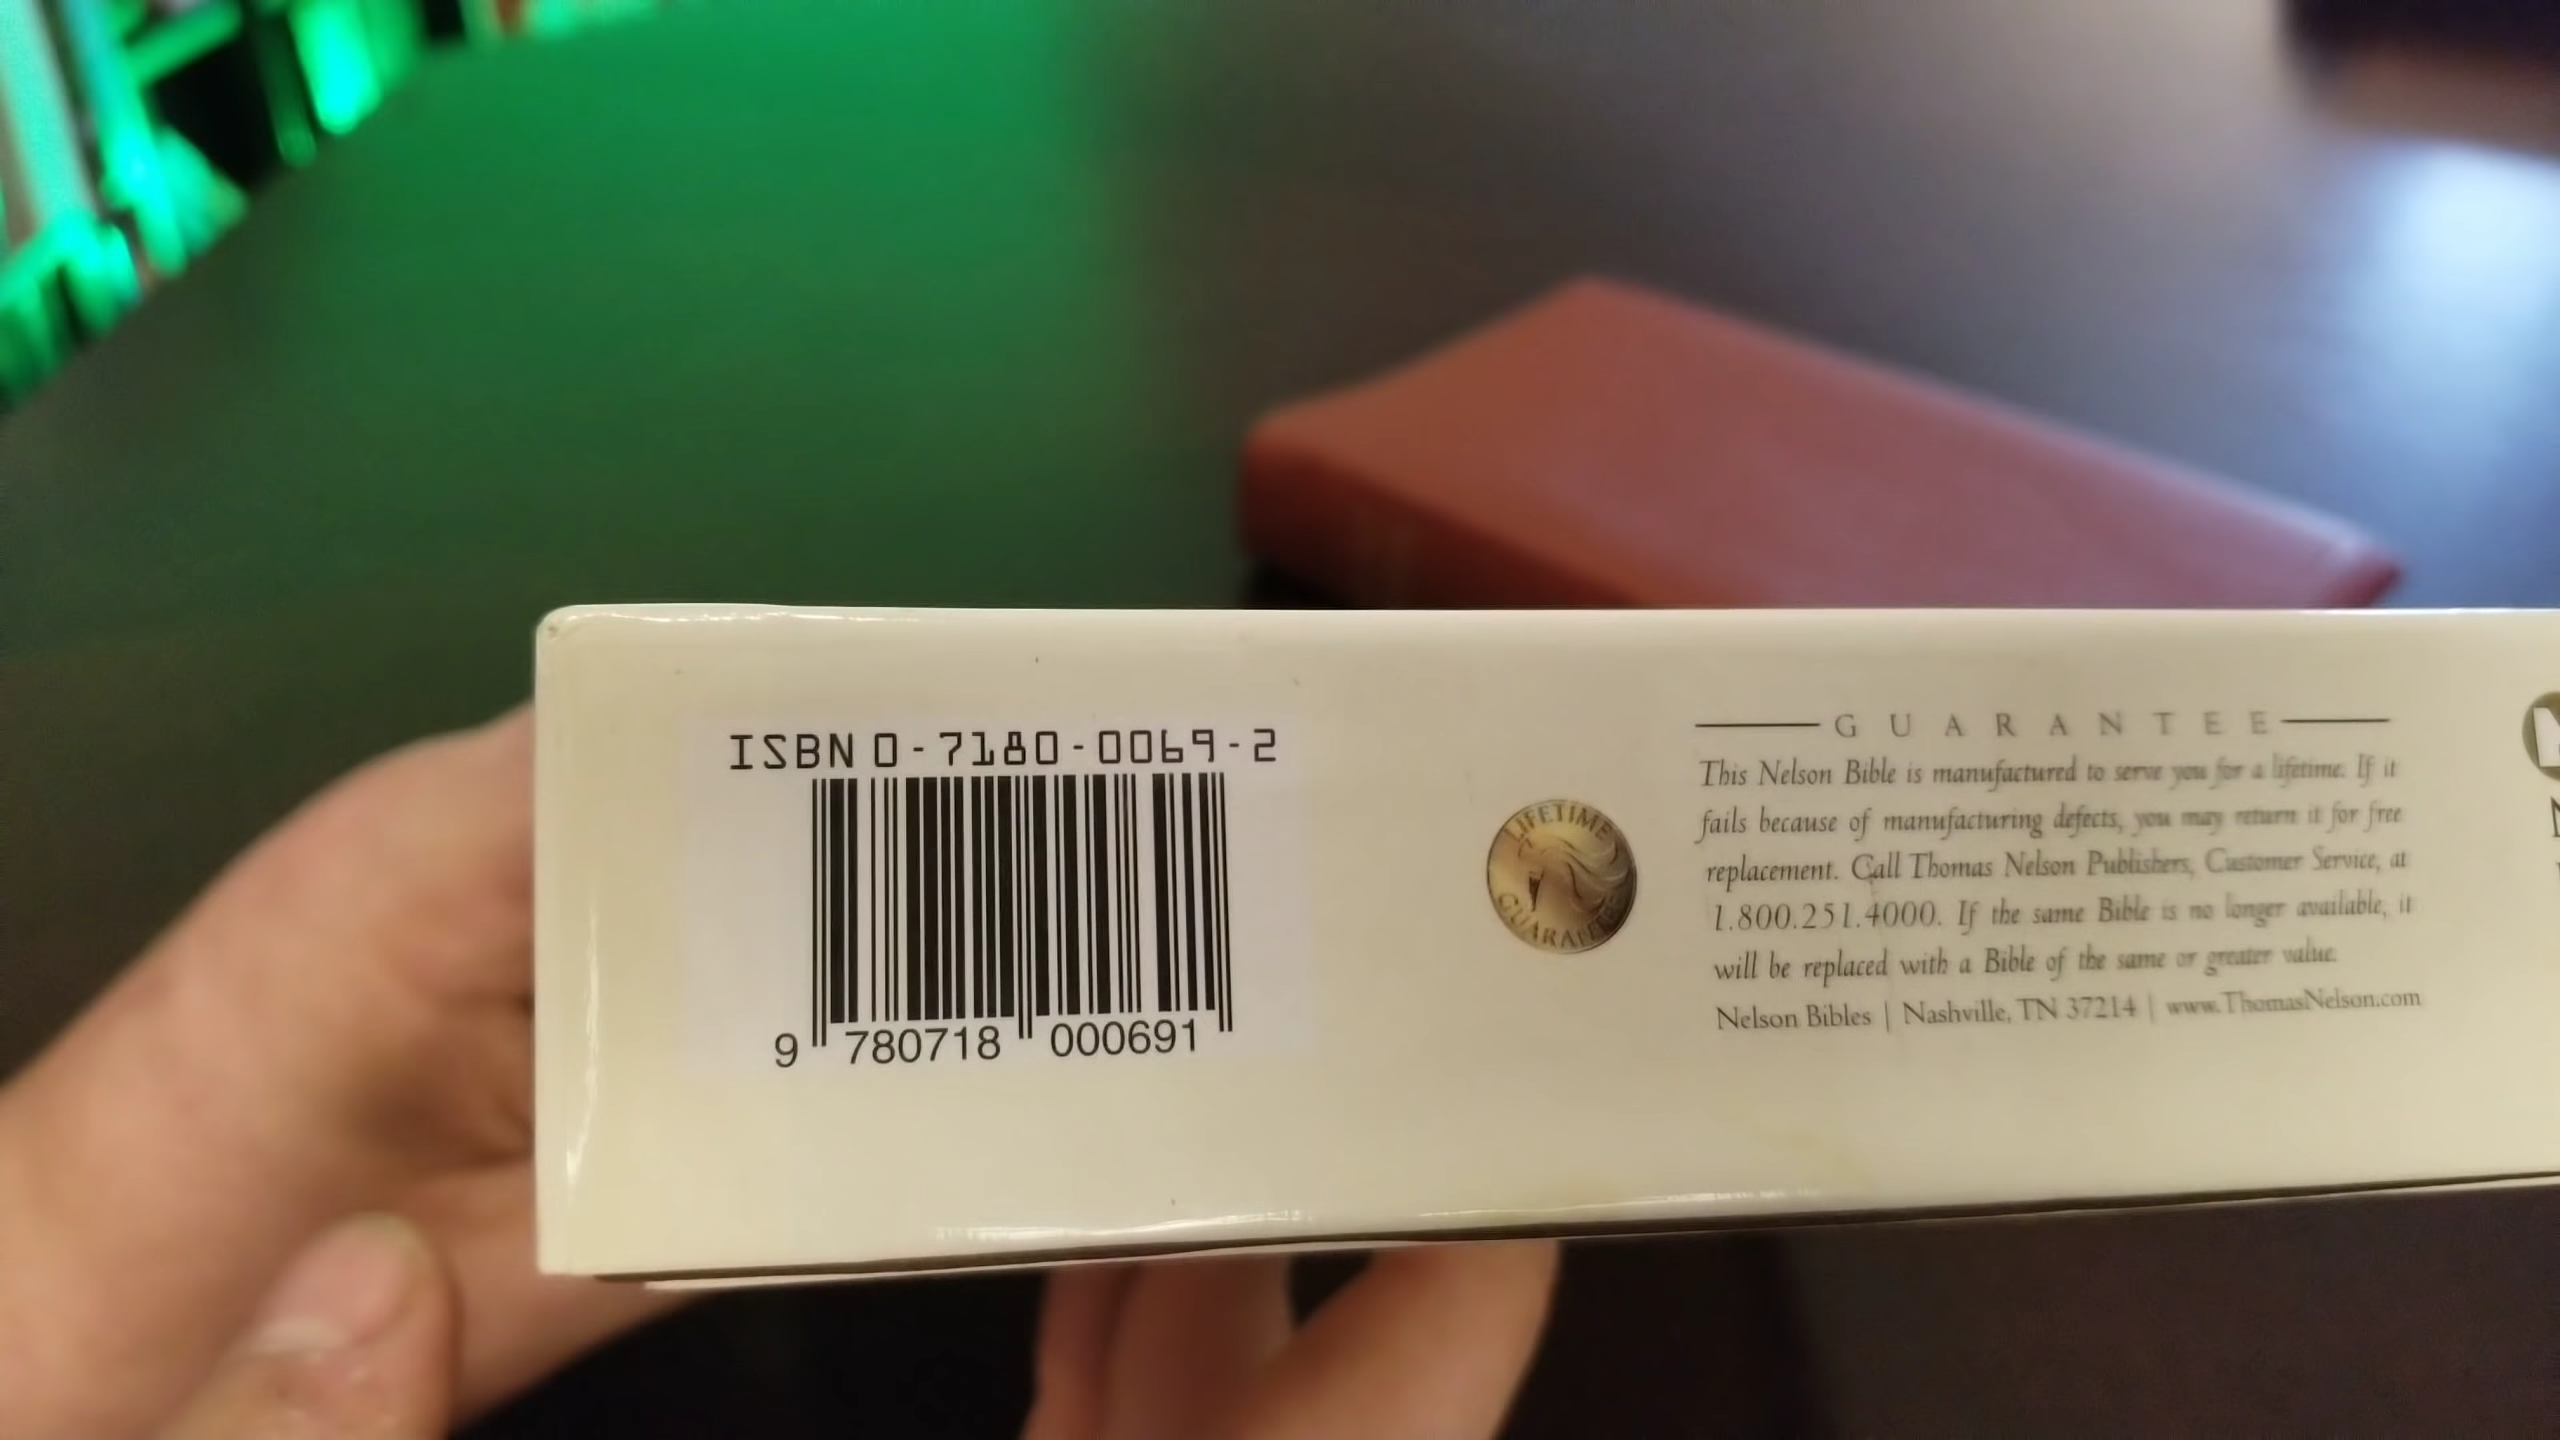 ISBN 0-7180-0069-2
9 780718 000691
LIFETIME
GUARANTEE
This Nelson Bible is manufactured to serve you for a lifetime. If it
fails because of manufacturing defects, you may return it for free
replacement. Call Thomas Nelson Publishers, Customer Service, at
1.800.251.4000. If the same Bible is no longer available, it
will be replaced with a Bible of the same or greater value.
Nelson Bibles | Nashville, TN 37214 | www.ThomasNelson.com